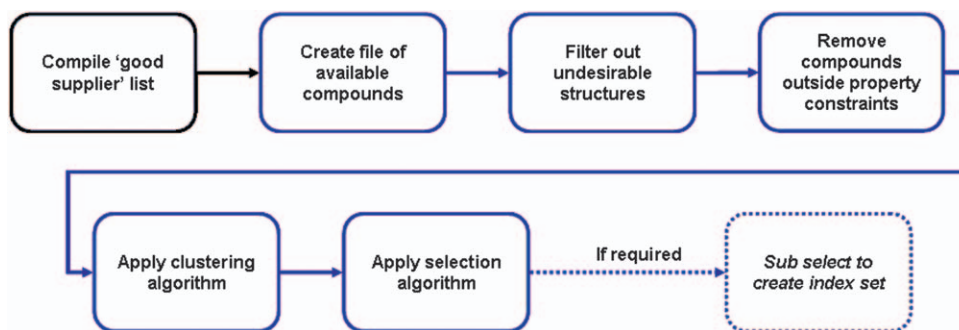 Compile ‘good
supplier’ list
Create file of
available
compounds
Filter out
undesirable
structures
Remove
compounds
outside property
constraints
Apply clustering
algorithm
Apply selection
algorithm
If required
Sub select to
create index set